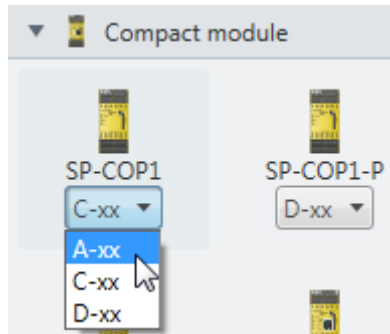 Compact module
SP-COP1 SP-COP1-P
C-xx D-xx
A-xx
C-xx
D-xx